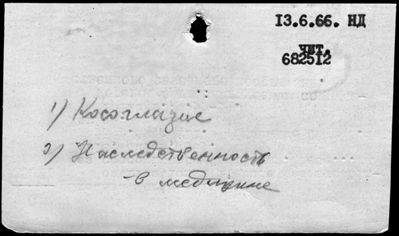 13.6.66. НД
чит.
682512
1) Косоглазие
2) Наследственность
в медицине